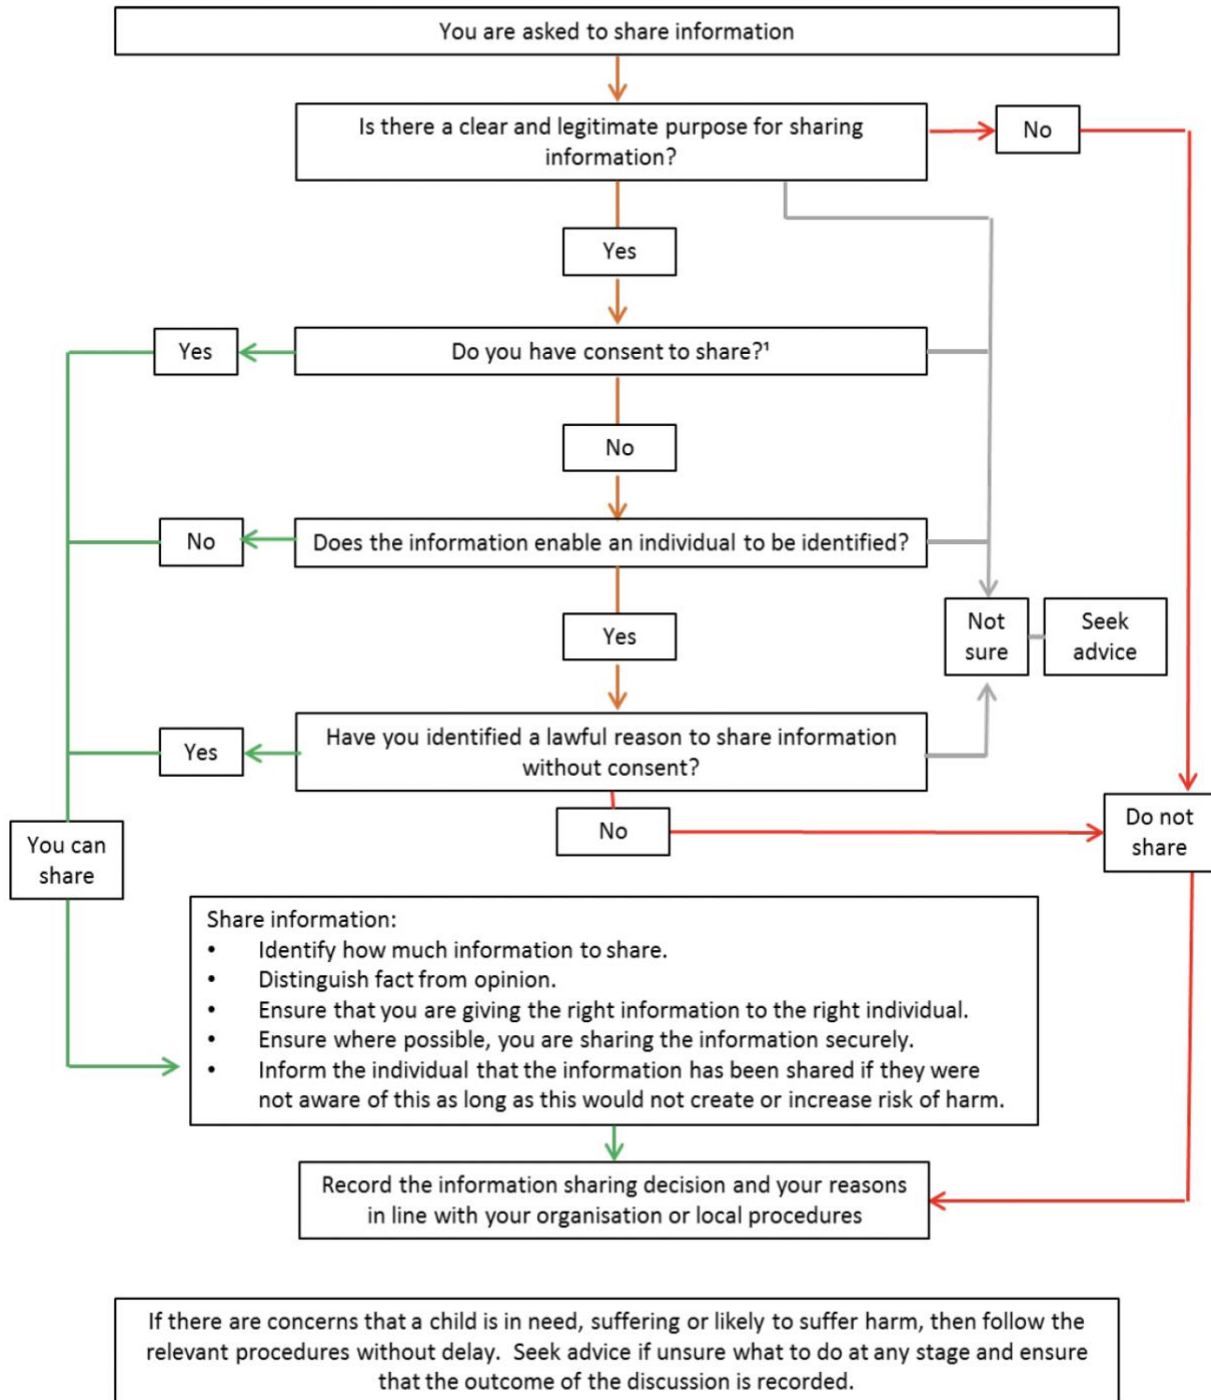 You are asked to share information
Is there a clear and legitimate purpose for sharing
information?
No
Yes
Yes
Do you have consent to share?¹
No
No
Does the information enable an individual to be identified?
Yes
Not
sure
Seek
advice
Yes
Have you identified a lawful reason to share information
without consent?
No
Do not
share
You can
share
Share information:
• Identify how much information to share.
• Distinguish fact from opinion.
• Ensure that you are giving the right information to the right individual.
• Ensure where possible, you are sharing the information securely.
• Inform the individual that the information has been shared if they were
not aware of this as long as this would not create or increase risk of harm.
Record the information sharing decision and your reasons
in line with your organisation or local procedures
If there are concerns that a child is in need, suffering or likely to suffer harm, then follow the
relevant procedures without delay.  Seek advice if unsure what to do at any stage and ensure
that the outcome of the discussion is recorded.